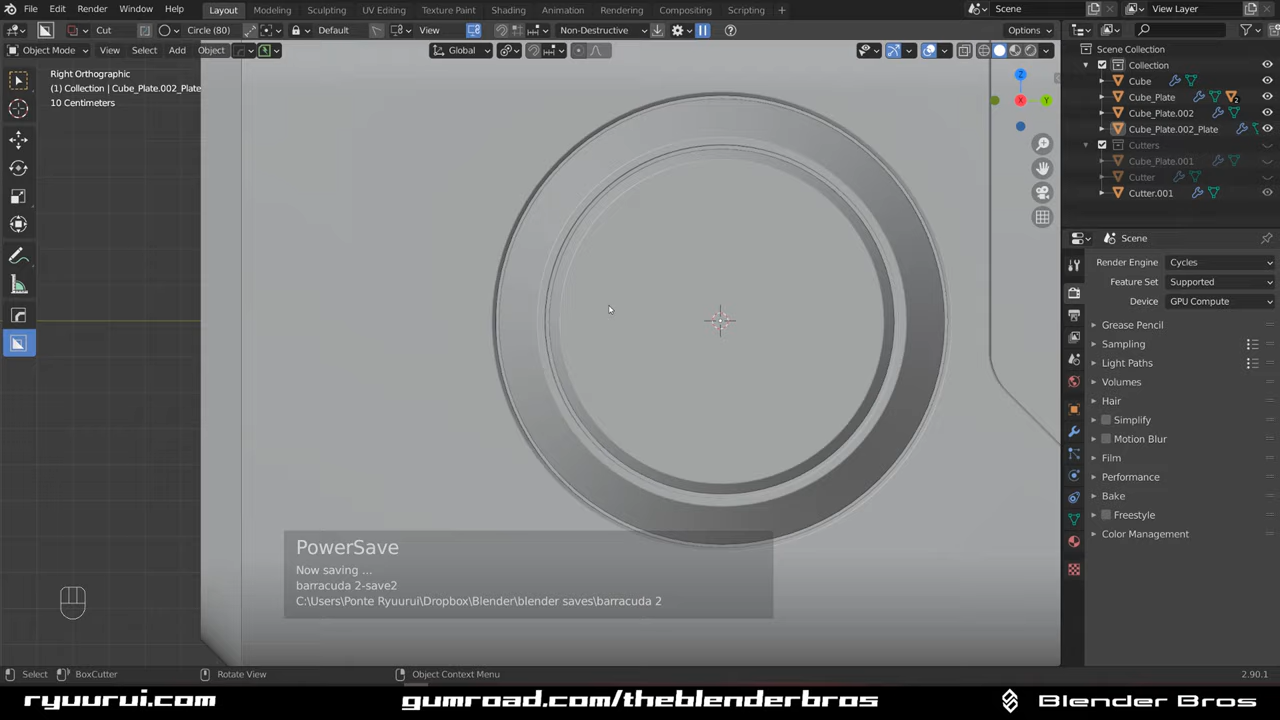 File Edit Render Window Help Layout Modeling Sculpting UV Editing Texture Paint Shading Animation Rendering Compositing Scripting + Scene View Layer
Cut Circle (80) Default View Non-Destructive Options
Object Mode View Select Add Object Global
Right Orthographic
(1) Collection | Cube_Plate.002_Plate
10 Centimeters
Z
X
Y
Scene Collection
Collection
Cube
Cube_Plate 2
Cube_Plate.002
Cube_Plate.002_Plate
Cutters
Cube_Plate.001
Cutter
Cutter.001
Scene
Render Engine Cycles
Feature Set Supported
Device GPU Compute
Grease Pencil
Sampling
Light Paths
Volumes
Hair
Simplify
Motion Blur
Film
Performance
Bake
Freestyle
Color Management
PowerSave
Now saving ...
barracuda 2-save2
C:\Users\Ponte Ryuurui\Dropbox\Blender\blender saves\barracuda 2
Select BoxCutter Rotate View Object Context Menu 2.90.1
ryuurui.com gumroad.com/theblenderbros Blender Bros